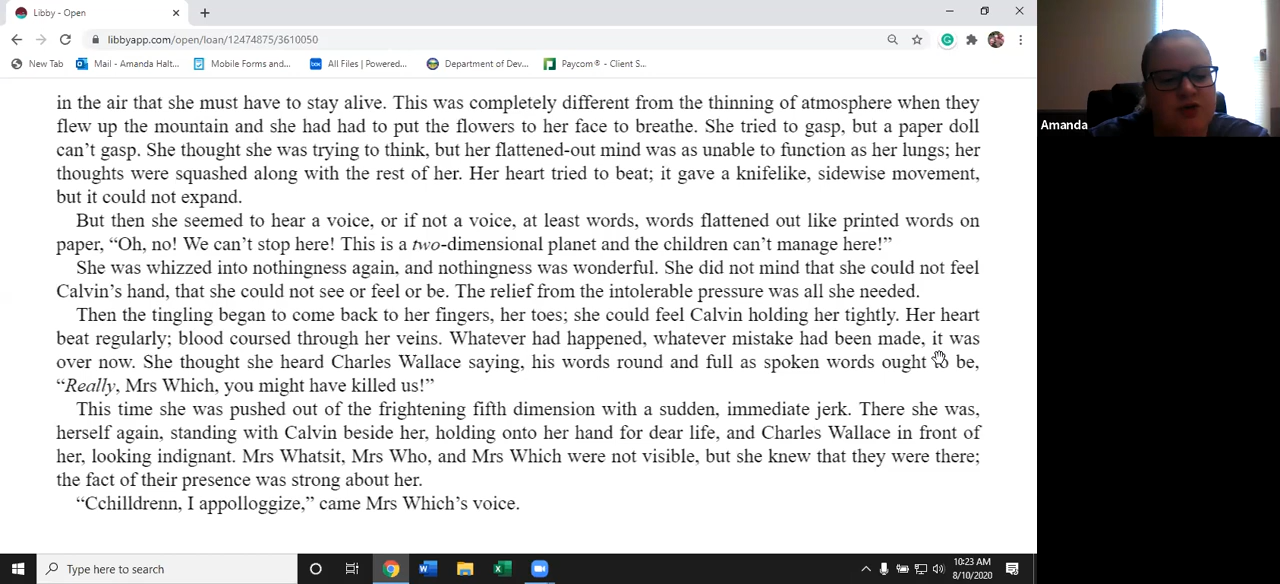 Libby - Open
libbyapp.com/open/loan/12474875/3610050
New Tab
Mail - Amanda Halt...
Mobile Forms and...
All Files | Powered...
Department of Dev...
Paycom® - Client S...
in the air that she must have to stay alive. This was completely different from the thinning of atmosphere when they
flew up the mountain and she had had to put the flowers to her face to breathe. She tried to gasp, but a paper doll
can’t gasp. She thought she was trying to think, but her flattened-out mind was as unable to function as her lungs; her
thoughts were squashed along with the rest of her. Her heart tried to beat; it gave a knifelike, sidewise movement,
but it could not expand.
But then she seemed to hear a voice, or if not a voice, at least words, words flattened out like printed words on
paper, “Oh, no! We can’t stop here! This is a two-dimensional planet and the children can’t manage here!”
She was whizzed into nothingness again, and nothingness was wonderful. She did not mind that she could not feel
Calvin’s hand, that she could not see or feel or be. The relief from the intolerable pressure was all she needed.
Then the tingling began to come back to her fingers, her toes; she could feel Calvin holding her tightly. Her heart
beat regularly; blood coursed through her veins. Whatever had happened, whatever mistake had been made, it was
over now. She thought she heard Charles Wallace saying, his words round and full as spoken words ought to be,
“Really, Mrs Which, you might have killed us!”
This time she was pushed out of the frightening fifth dimension with a sudden, immediate jerk. There she was,
herself again, standing with Calvin beside her, holding onto her hand for dear life, and Charles Wallace in front of
her, looking indignant. Mrs Whatsit, Mrs Who, and Mrs Which were not visible, but she knew that they were there;
the fact of their presence was strong about her.
“Cchilldrenn, I appolloggize,” came Mrs Which’s voice.
Amanda
Type here to search
10:23 AM
8/10/2020